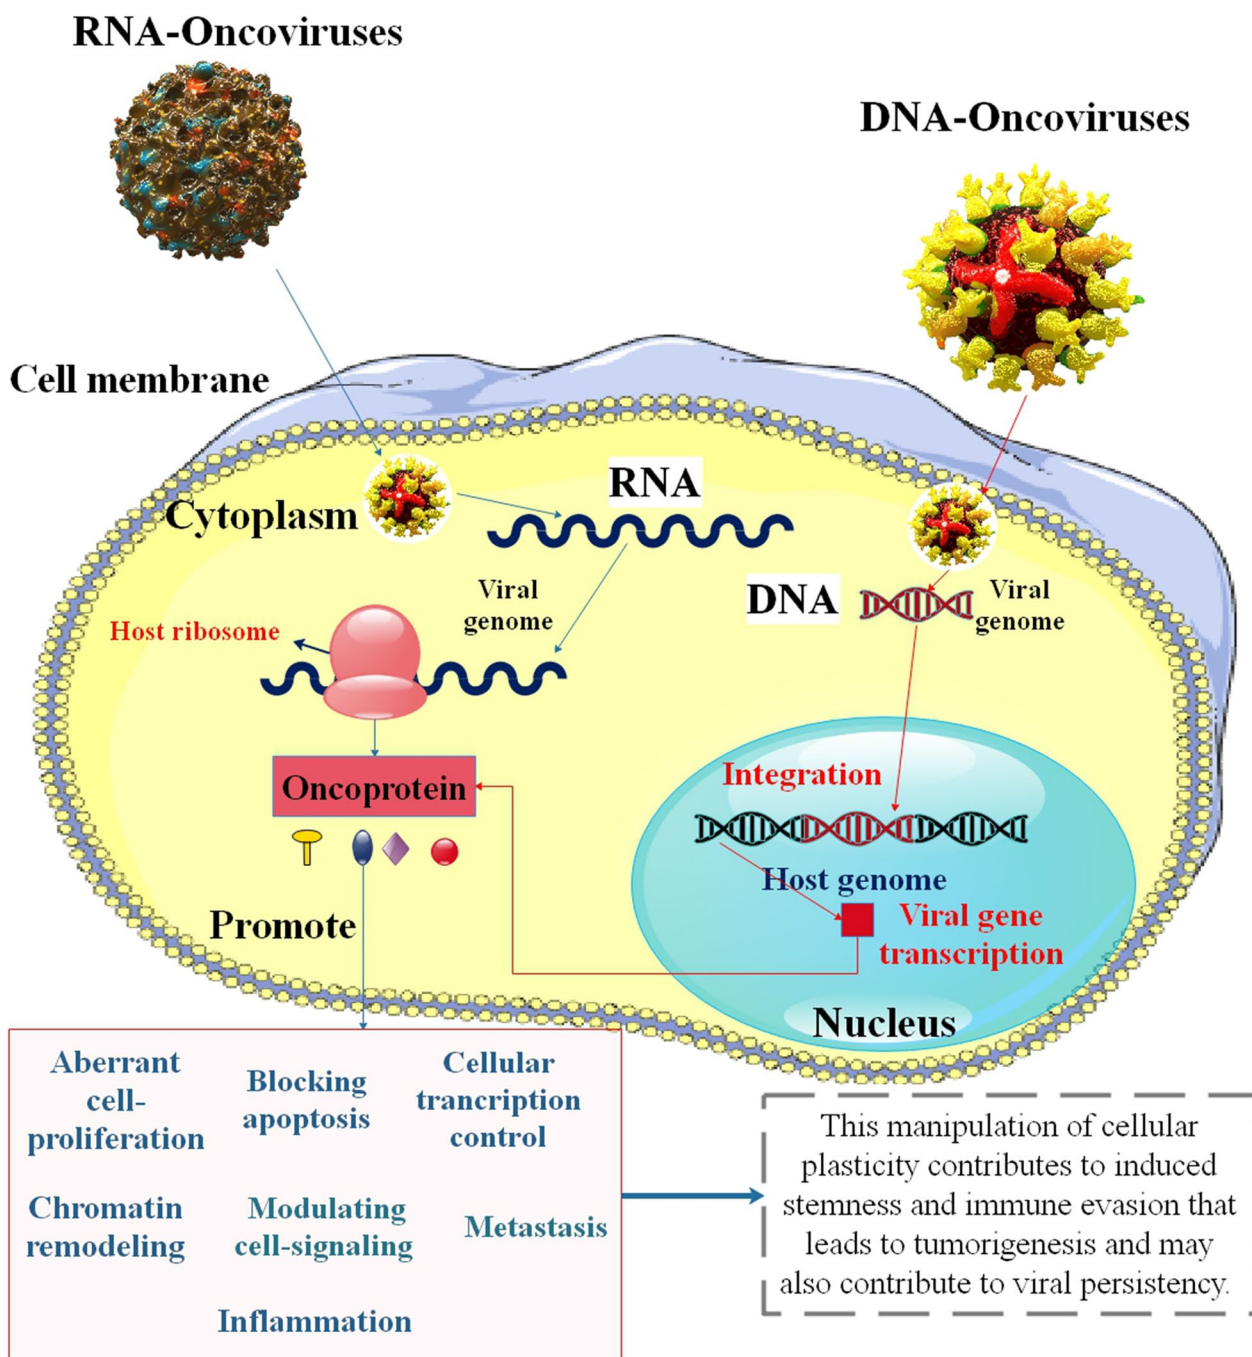 RNA-Oncoviruses
DNA-Oncoviruses
Cell membrane
Cytoplasm
RNA
Viral
genome
DNA
Viral
genome
Host ribosome
Oncoprotein
Integration
Host genome
Viral gene
transcription
Nucleus
Promote
Aberrant
cell-
proliferation
Blocking
apoptosis
Cellular
trancription
control
Chromatin
remodeling
Modulating
cell-signaling
Metastasis
Inflammation
This manipulation of cellular
plasticity contributes to induced
stemness and immune evasion that
leads to tumorigenesis and may
also contribute to viral persistency.